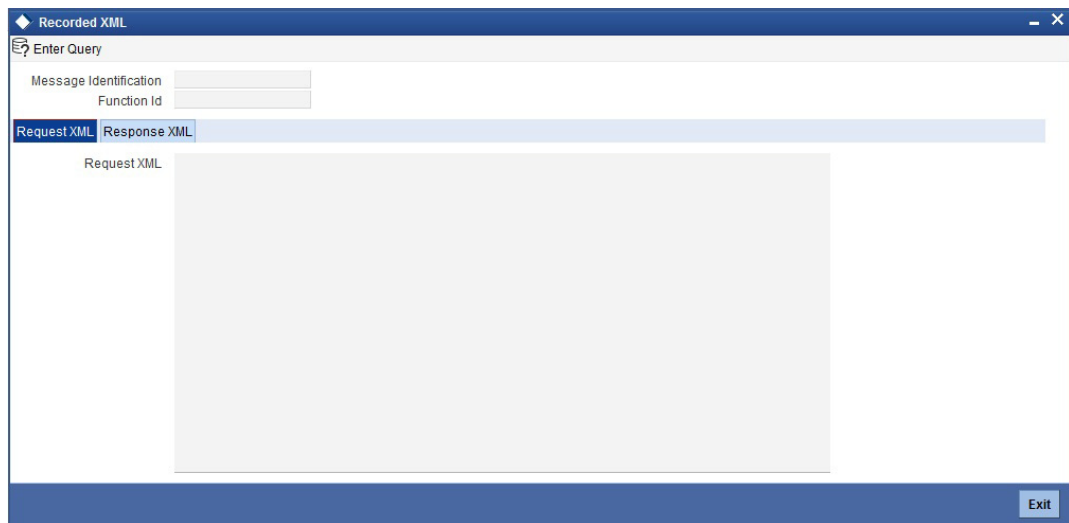 Recorded XML
Enter Query
Message Identification
Function Id
Request XML Response XML
Request XML
Exit